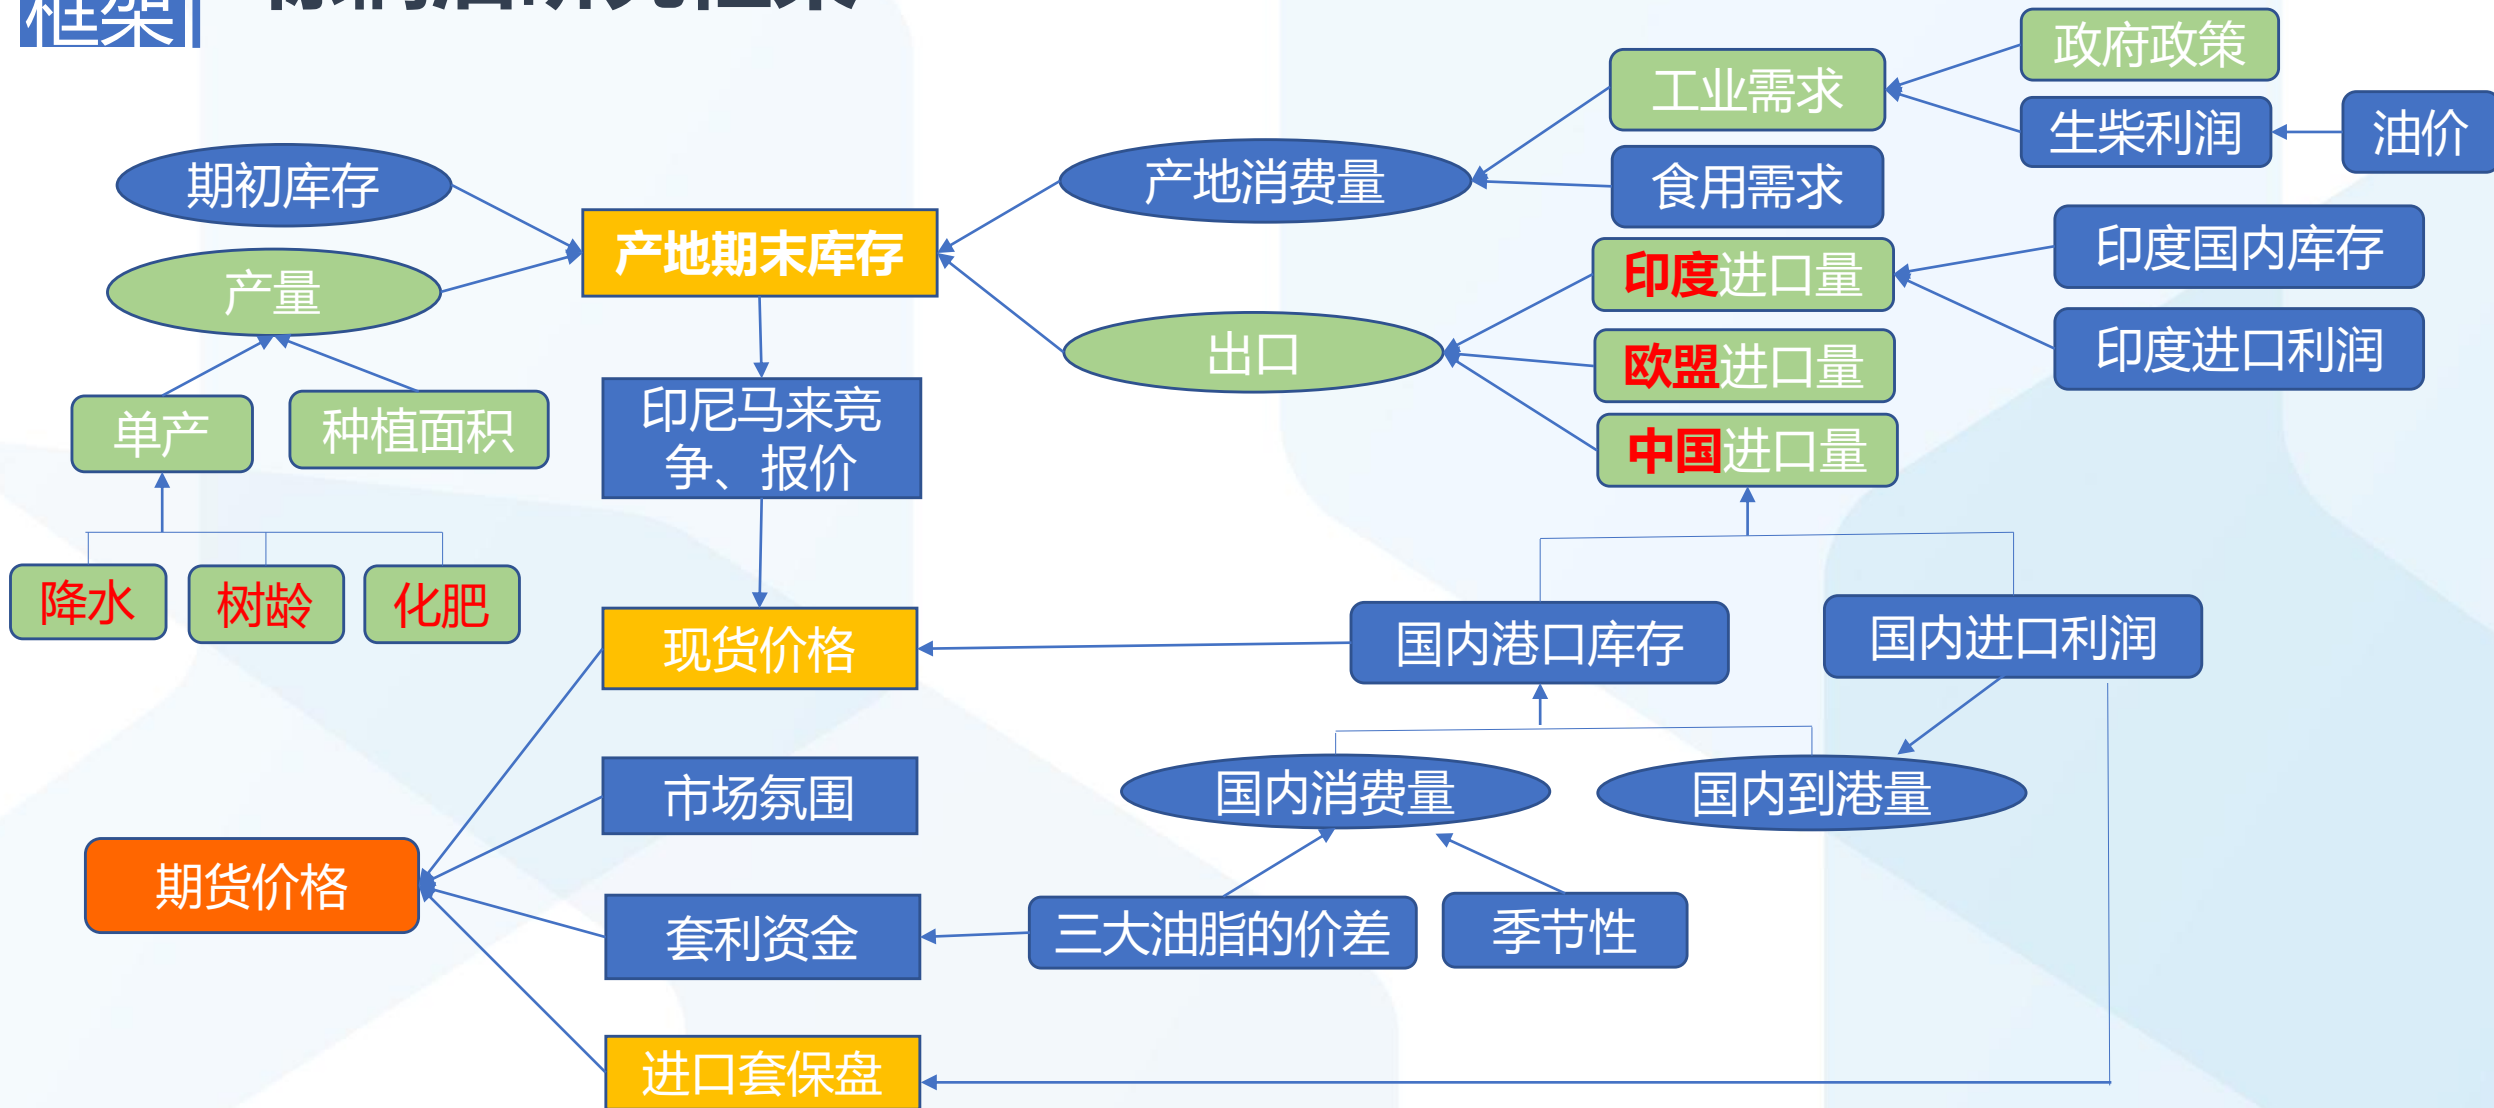 框架
政府政策
工业需求
生柴利润
油价
期初库存
产地消费量
食用需求
产地期末库存
印度国内库存
产量
印度进口量
出口
印度进口利润
欧盟进口量
单产
种植面积
印尼马来竞
争、报价
中国进口量
降水
树龄
化肥
现货价格
国内港口库存
国内进口利润
市场氛围
国内消费量
国内到港量
期货价格
套利资金
三大油脂的价差
季节性
进口套保盘